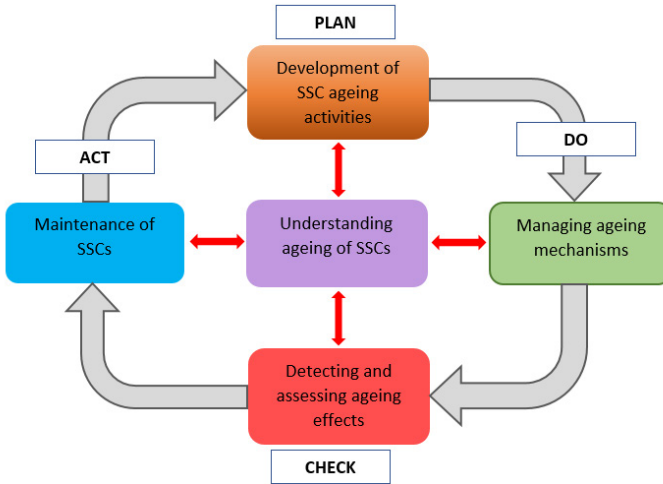 PLAN
Development of
SSC ageing
activities
DO
ACT
Maintenance of
SSCs
Understanding
ageing of SSCs
Managing ageing
mechanisms
Detecting and
assessing ageing
effects
CHECK